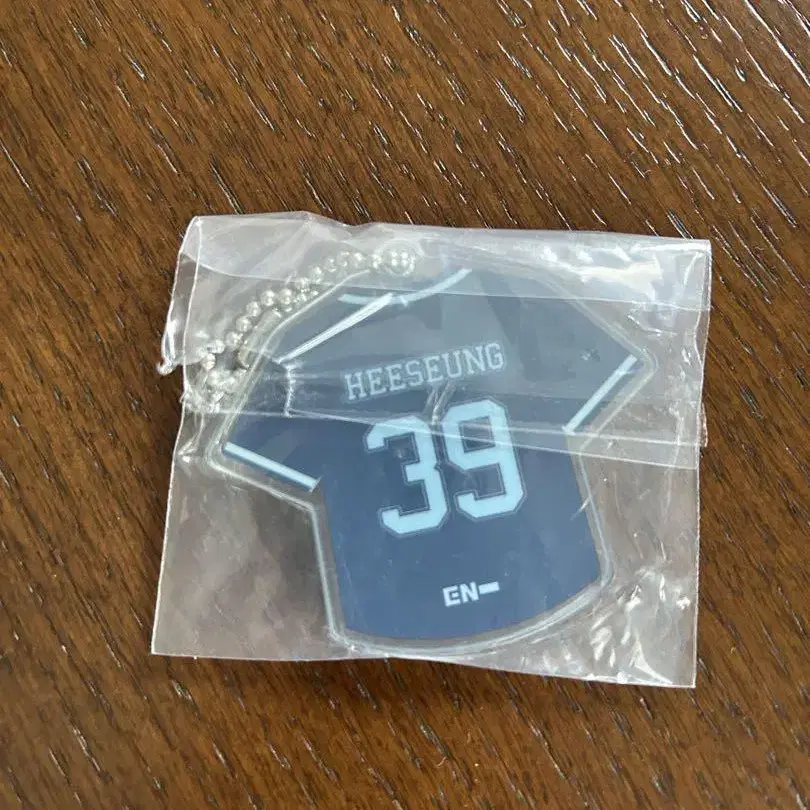 HEESEUNG
39
EN-